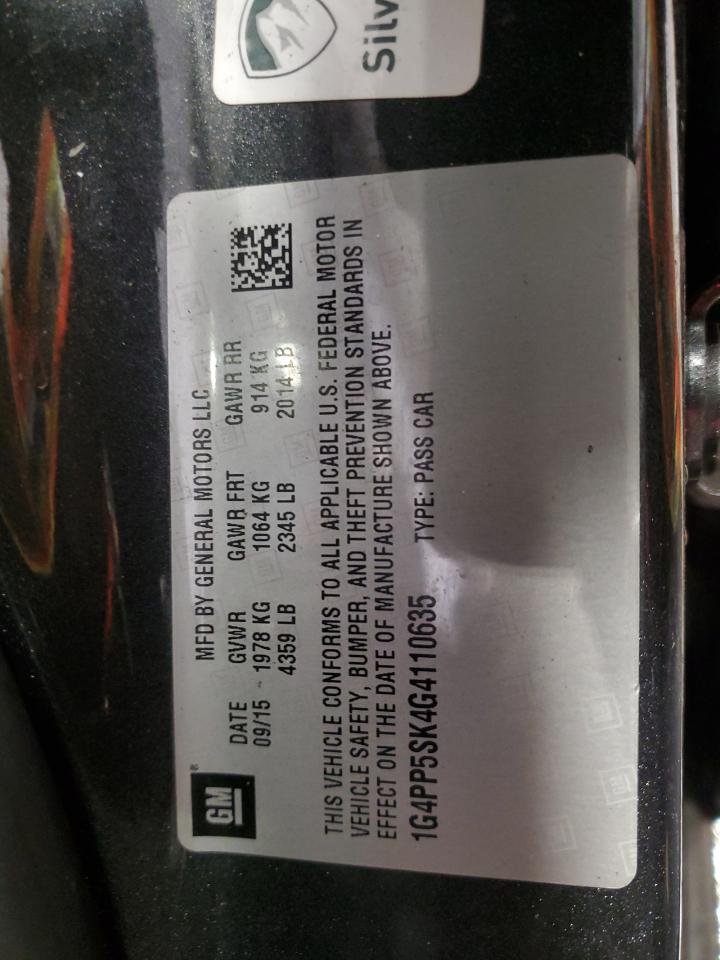 Silv
GM
®
MFD BY GENERAL MOTORS LLC
DATE GVWR GAWR FRT GAWR RR
09/15 1978 KG 1064 KG 914 KG
4359 LB 2345 LB 2014 LB
THIS VEHICLE CONFORMS TO ALL APPLICABLE U.S. FEDERAL MOTOR
VEHICLE SAFETY, BUMPER, AND THEFT PREVENTION STANDARDS IN
EFFECT ON THE DATE OF MANUFACTURE SHOWN ABOVE.
1G4PP5SK4G4110635 TYPE: PASS CAR